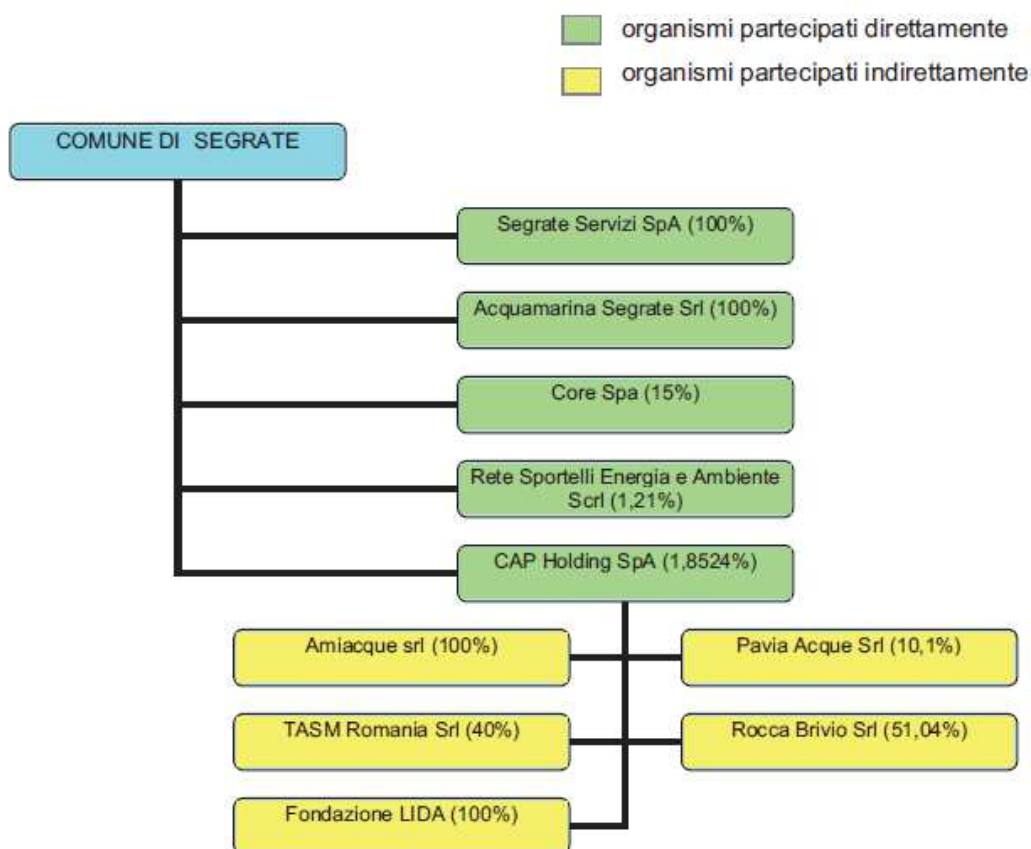 organismi partecipati direttamente
organismi partecipati indirettamente
COMUNE DI SEGRATE
Segrate Servizi SpA (100%)
Acquamarina Segrate Srl (100%)
Core Spa (15%)
Rete Sportelli Energia e Ambiente
Scrl (1,21%)
CAP Holding SpA (1,8524%)
Amiacque srl (100%)
Pavia Acque Srl (10,1%)
TASM Romania Srl (40%)
Rocca Brivio Srl (51,04%)
Fondazione LIDA (100%)